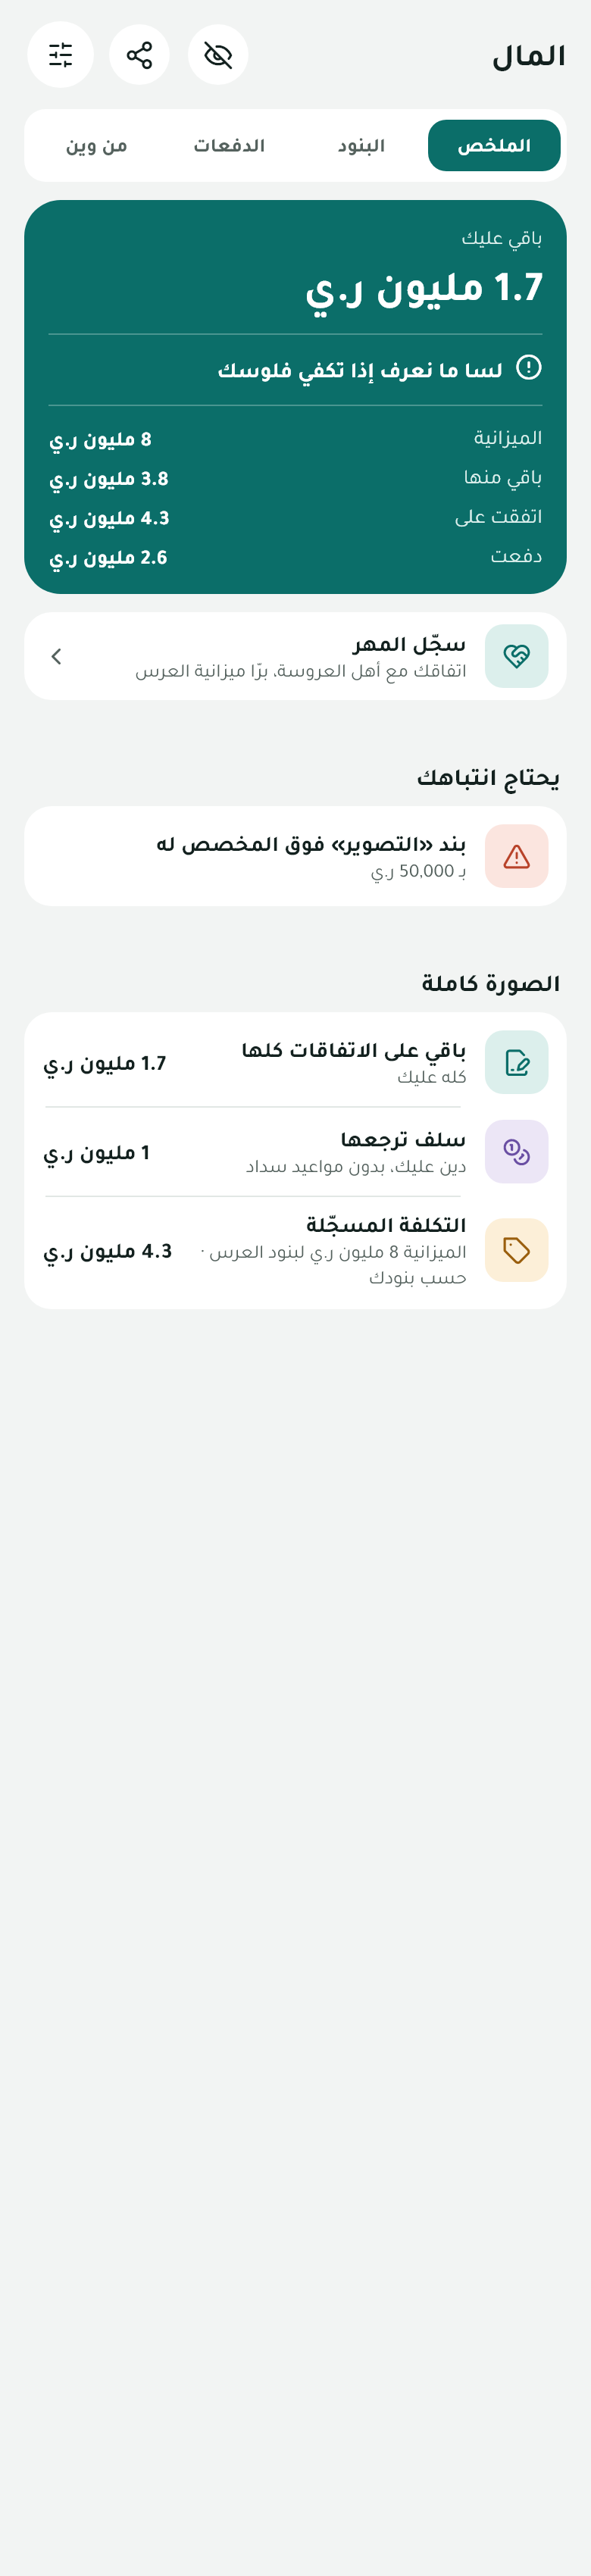 المال
الملخص
البنود
الدفعات
من وين
باقي عليك
1.7 مليون ر.ي
لسا ما نعرف إذا تكفي فلوسك
الميزانية
8 مليون ر.ي
باقي منها
3.8 مليون ر.ي
اتفقت على
4.3 مليون ر.ي
دفعت
2.6 مليون ر.ي
سجّل المهر
اتفاقك مع أهل العروسة، برّا ميزانية العرس
يحتاج انتباهك
بند «التصوير» فوق المخصص له
بـ 50,000 ر.ي
الصورة كاملة
باقي على الاتفاقات كلها
كله عليك
1.7 مليون ر.ي
سلف ترجعها
دين عليك، بدون مواعيد سداد
1 مليون ر.ي
التكلفة المسجّلة
الميزانية 8 مليون ر.ي لبنود العرس ·
حسب بنودك
4.3 مليون ر.ي